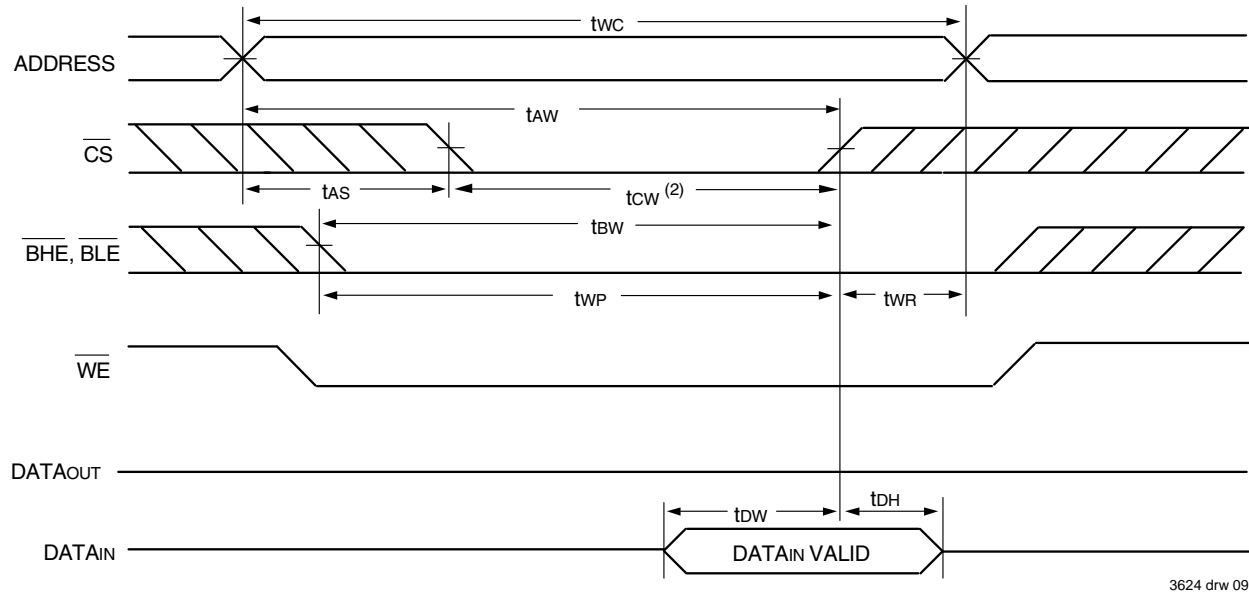 tWC
ADDRESS
tAW
CS
tAS
tCW (2)
tBW
BHE, BLE
tWP
tWR
WE
DATAOUT
tDW
tDH
DATAIN
DATAIN VALID
3624 drw 09